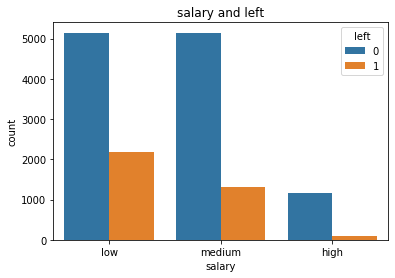 salary and left
left
0
1
5000
4000
3000
2000
1000
0
count
low medium high
salary